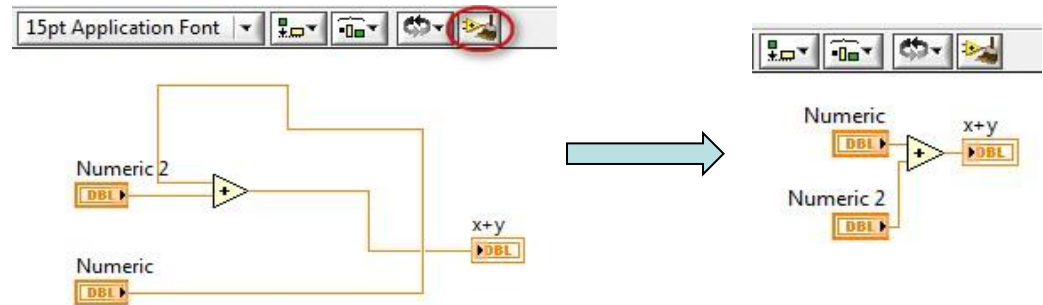 15pt Application Font
Numeric 2
DBL
+
x+y
DBL
Numeric
DBL
Numeric
DBL
+
x+y
DBL
Numeric 2
DBL